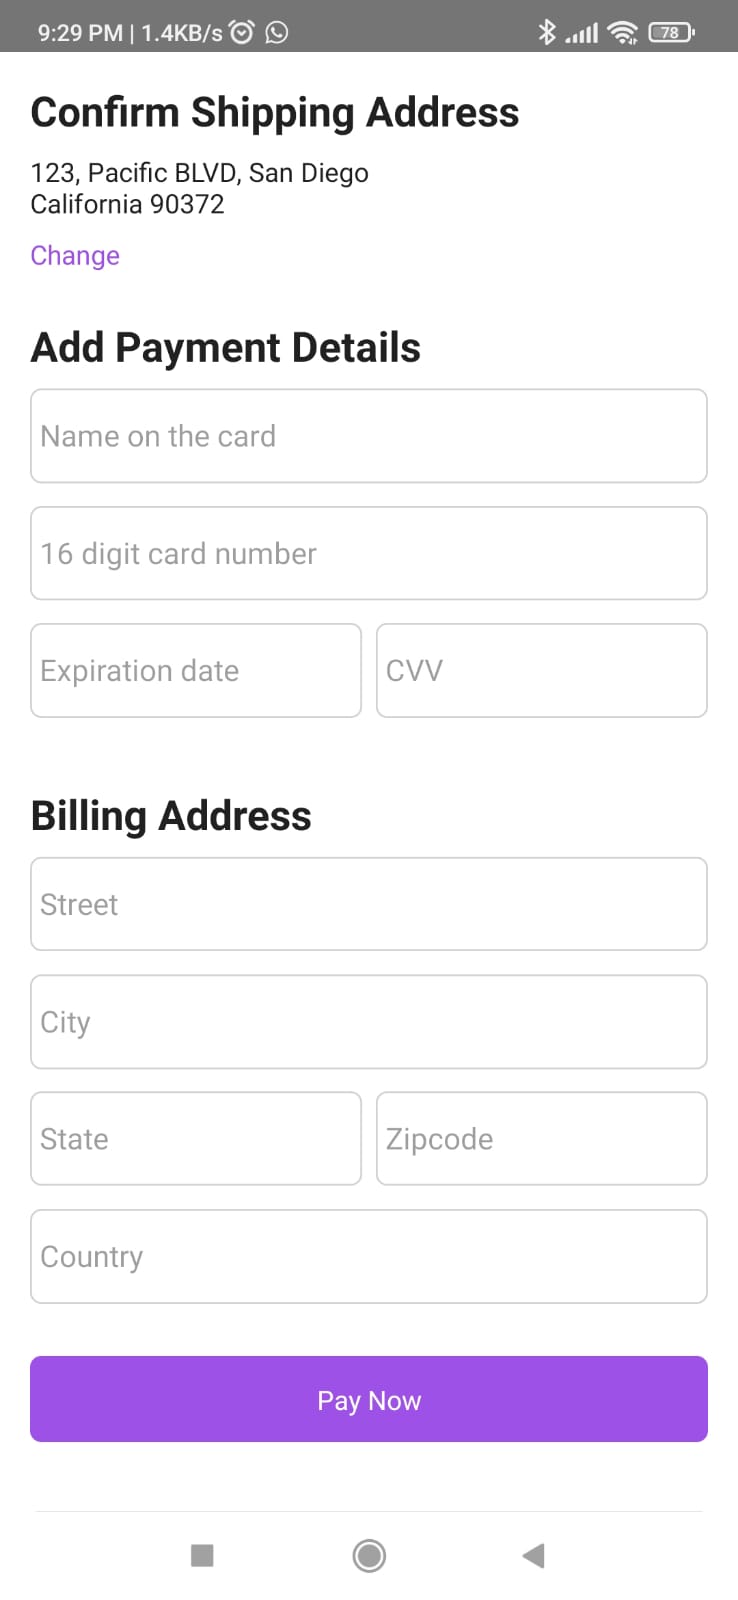 9:29 PM | 1.4KB/s 78
Confirm Shipping Address
123, Pacific BLVD, San Diego
California 90372
Change
Add Payment Details
Name on the card
16 digit card number
Expiration date CVV
Billing Address
Street
City
State Zipcode
Country
Pay Now